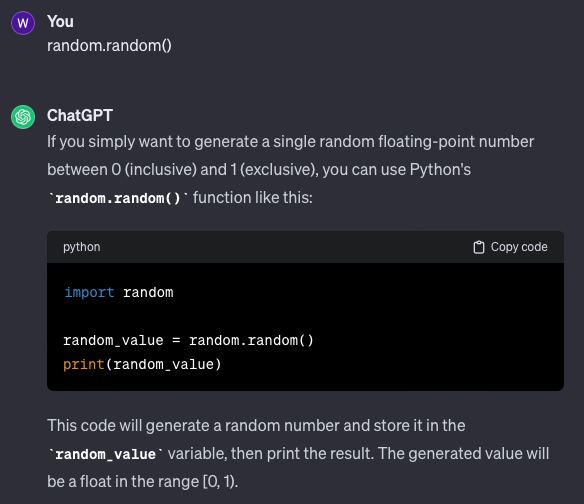 W
You
random.random()
ChatGPT
If you simply want to generate a single random floating-point number
between 0 (inclusive) and 1 (exclusive), you can use Python's
`random.random()` function like this:
python
Copy code
import random
random_value = random.random()
print(random_value)
This code will generate a random number and store it in the
`random_value` variable, then print the result. The generated value will
be a float in the range [0, 1).